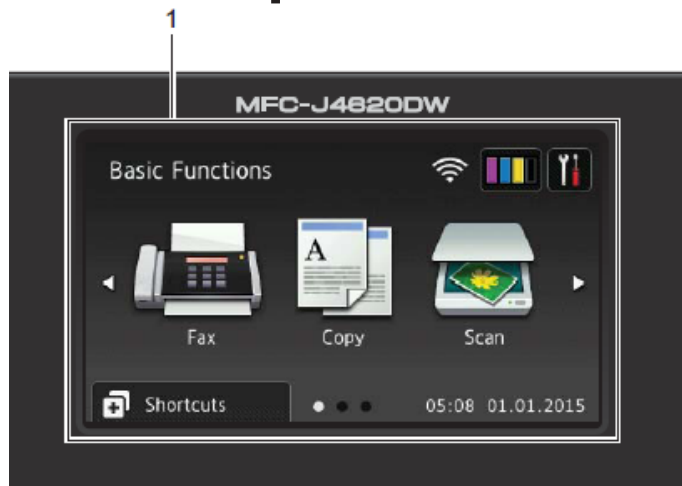 1
MFC-J4620DW
Basic Functions
A
Fax Copy Scan
Shortcuts 05:08 01.01.2015